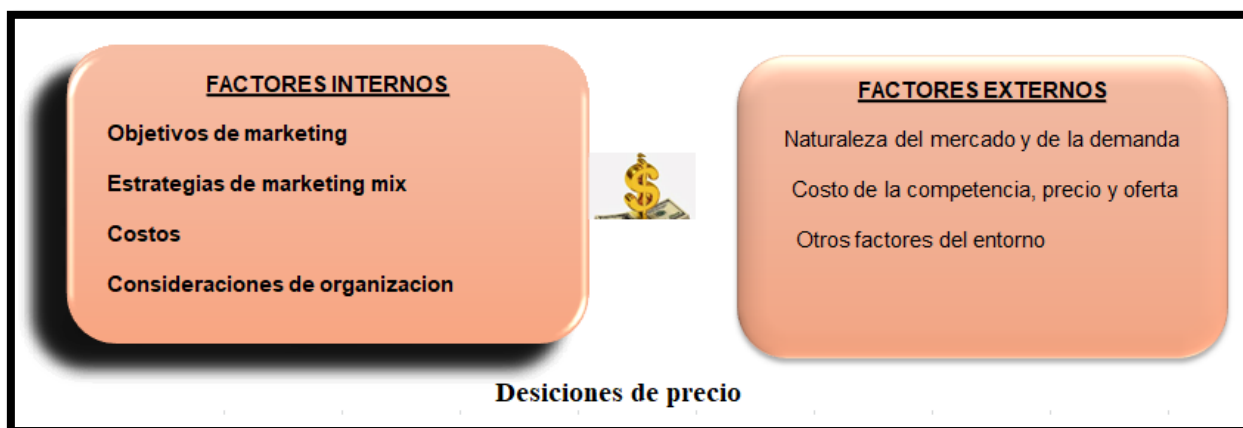 FACTORES INTERNOS
Objetivos de marketing
Estrategias de marketing mix
Costos
Consideraciones de organizacion
$
FACTORES EXTERNOS
Naturaleza del mercado y de la demanda
Costo de la competencia, precio y oferta
Otros factores del entorno
Desiciones de precio